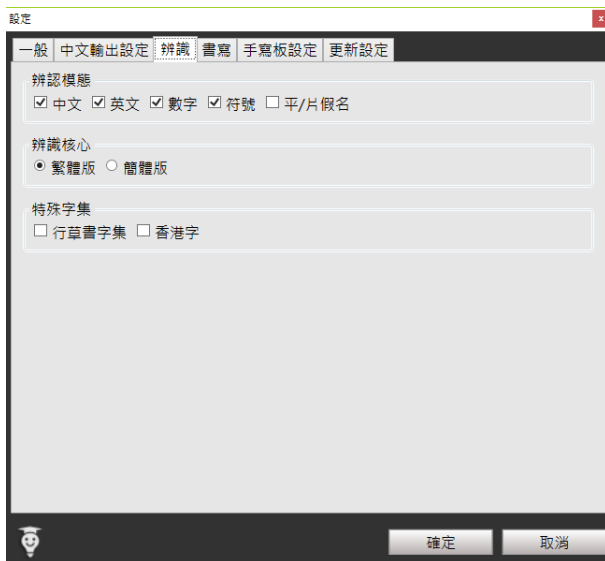 設定
一般 中文輸出設定 辨識 書寫 手寫板設定 更新設定
辨認模態
中文 英文 數字 符號 平/片假名
辨識核心
繁體版 簡體版
特殊字集
行草書字集 香港字
確定 取消